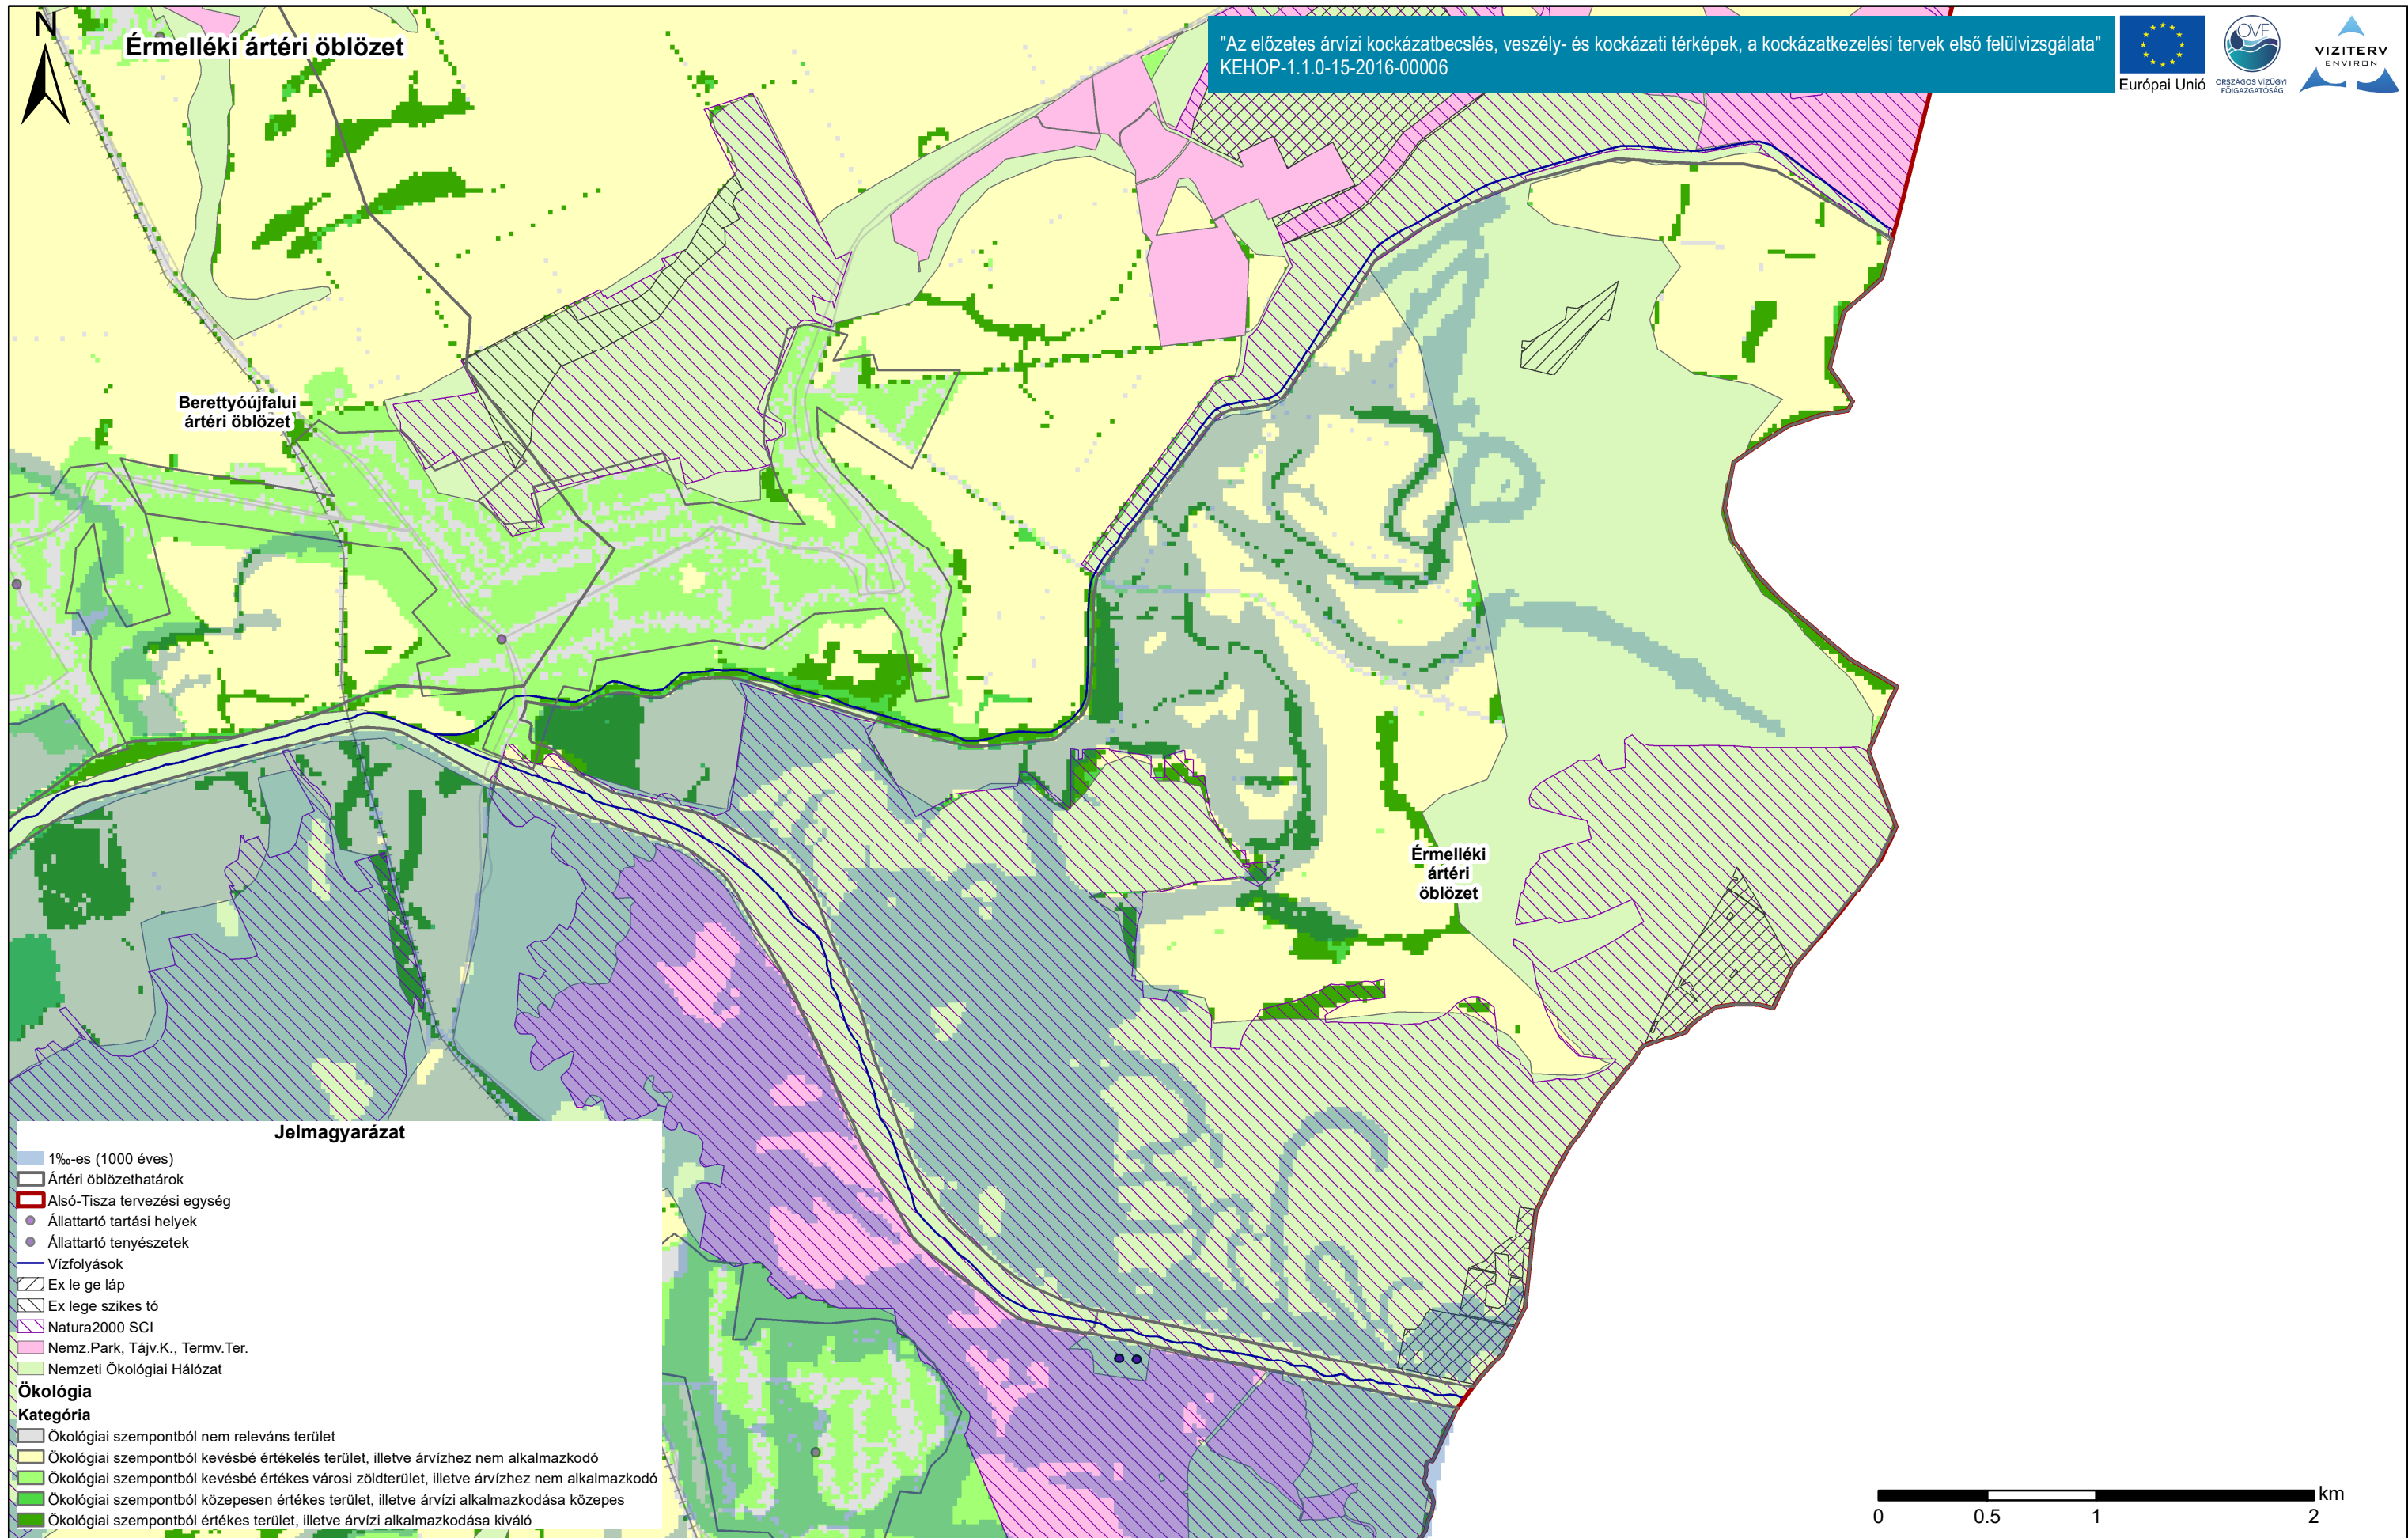 N
Érmelléki ártéri öblözet
"Az előzetes árvízi kockázatbecslés, veszély- és kockázati térképek, a kockázatkezelési tervek első felülvizsgálata"
KEHOP-1.1.0-15-2016-00006
Európai Unió
OVF
ORSZÁGOS VÍZÜGYI
FŐIGAZGATÓSÁG
VIZITERV
ENVIRON
Berettyóújfalui
ártéri öblözet
Érmelléki
ártéri
öblözet
Jelmagyarázat
1‰-es (1000 éves)
Ártéri öblözethatárok
Alsó-Tisza tervezési egység
Állattartó tartási helyek
Állattartó tenyészetek
Vízfolyások
Ex le ge láp
Ex lege szikes tó
Natura2000 SCI
Nemz.Park, Tájv.K., Termv.Ter.
Nemzeti Ökológiai Hálózat
Ökológia
Kategória
Ökológiai szempontból nem releváns terület
Ökológiai szempontból kevésbé értékelés terület, illetve árvízhez nem alkalmazkodó
Ökológiai szempontból kevésbé értékes városi zöldterület, illetve árvízhez nem alkalmazkodó
Ökológiai szempontból közepesen értékes terület, illetve árvízi alkalmazkodása közepes
Ökológiai szempontból értékes terület, illetve árvízi alkalmazkodása kiváló
km
0 0.5 1 2